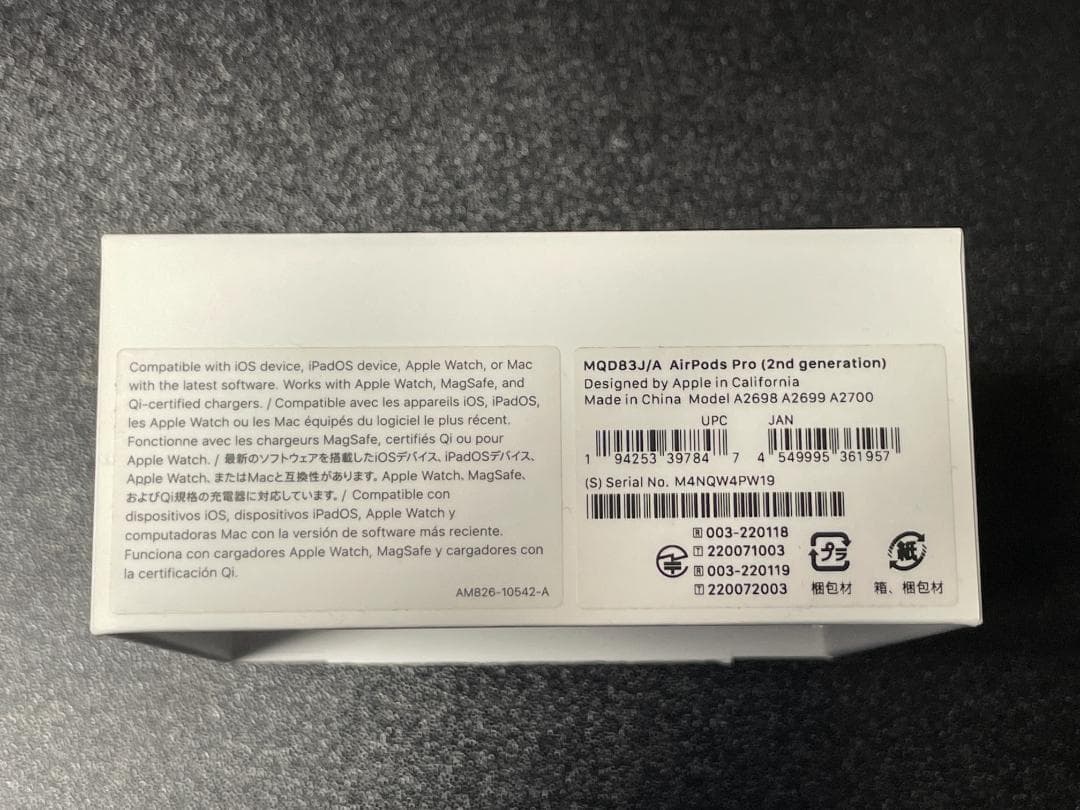 Compatible with iOS device, iPadOS device, Apple Watch, or Mac
with the latest software. Works with Apple Watch, MagSafe, and
Qi-certified chargers. / Compatible avec les appareils iOS, iPadOS,
les Apple Watch ou les Mac équipés du logiciel le plus récent.
Fonctionne avec les chargeurs MagSafe, certifiés Qi ou pour
Apple Watch. / 最新のソフトウェアを搭載したiOSデバイス、iPadOSデバイス、
Apple Watch、またはMacと互換性があります。Apple Watch、MagSafe、
およびQi規格の充電器に対応しています。/ Compatible con
dispositivos iOS, dispositivos iPadOS, Apple Watch y
computadoras Mac con la versión de software más reciente.
Funciona con cargadores Apple Watch, MagSafe y cargadores con
la certificación Qi.
AM826-10542-A
MQD83J/A AirPods Pro (2nd generation)
Designed by Apple in California
Made in China Model A2698 A2699 A2700
UPC JAN
1 94253 39784 7 4 549995 361957
(S) Serial No. M4NQW4PW19
R 003-220118
T 220071003
R 003-220119
T 220072003
プラ 紙
梱包材 箱、梱包材